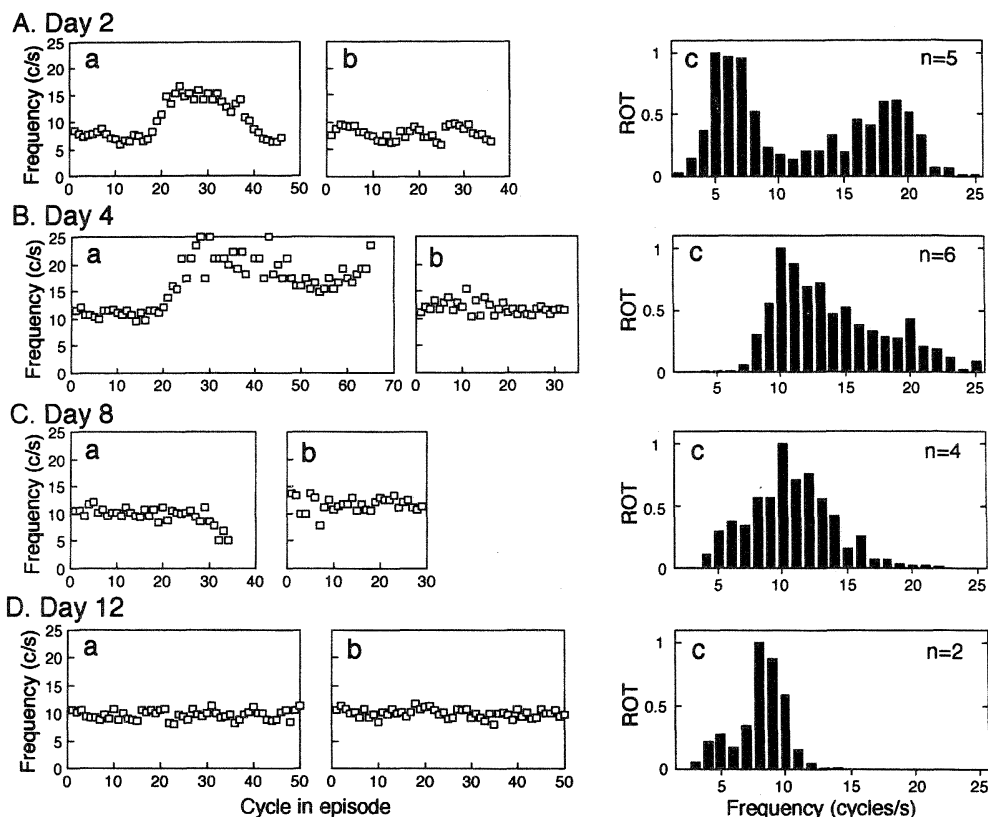 A. Day 2
Frequency (c/s)
25
20
15
10
5
0
a
0 10 20 30 40 50
b
0 10 20 30 40
ROT
1
0.5
0
c
n=5
5 10 15 20 25
B. Day 4
Frequency (c/s)
25
20
15
10
5
0
a
0 10 20 30 40 50 60 70
b
0 10 20 30
ROT
1
0.5
0
c
n=6
5 10 15 20 25
C. Day 8
Frequency (c/s)
25
20
15
10
5
0
a
0 10 20 30 40
b
0 10 20 30
ROT
1
0.5
0
c
n=4
5 10 15 20 25
D. Day 12
Frequency (c/s)
25
20
15
10
5
0
a
0 10 20 30 40 50
b
0 10 20 30 40 50
Cycle in episode
ROT
1
0.5
0
c
n=2
5 10 15 20 25
Frequency (cycles/s)